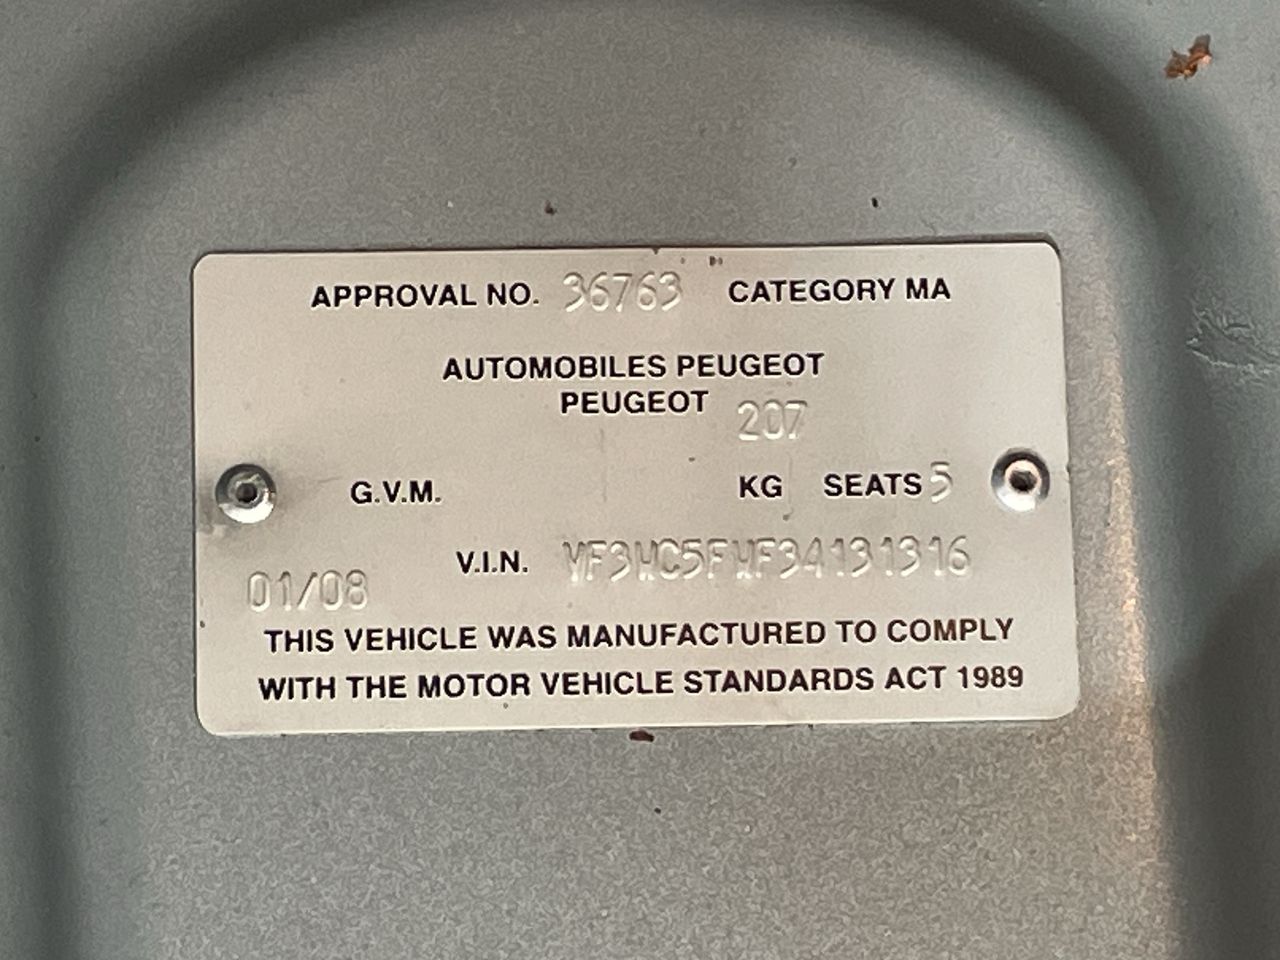 APPROVAL NO. 36763 CATEGORY MA
AUTOMOBILES PEUGEOT
PEUGEOT 207
G.V.M. KG SEATS 5
V.I.N. VF3WC5FWF34131316
01/08
THIS VEHICLE WAS MANUFACTURED TO COMPLY
WITH THE MOTOR VEHICLE STANDARDS ACT 1989